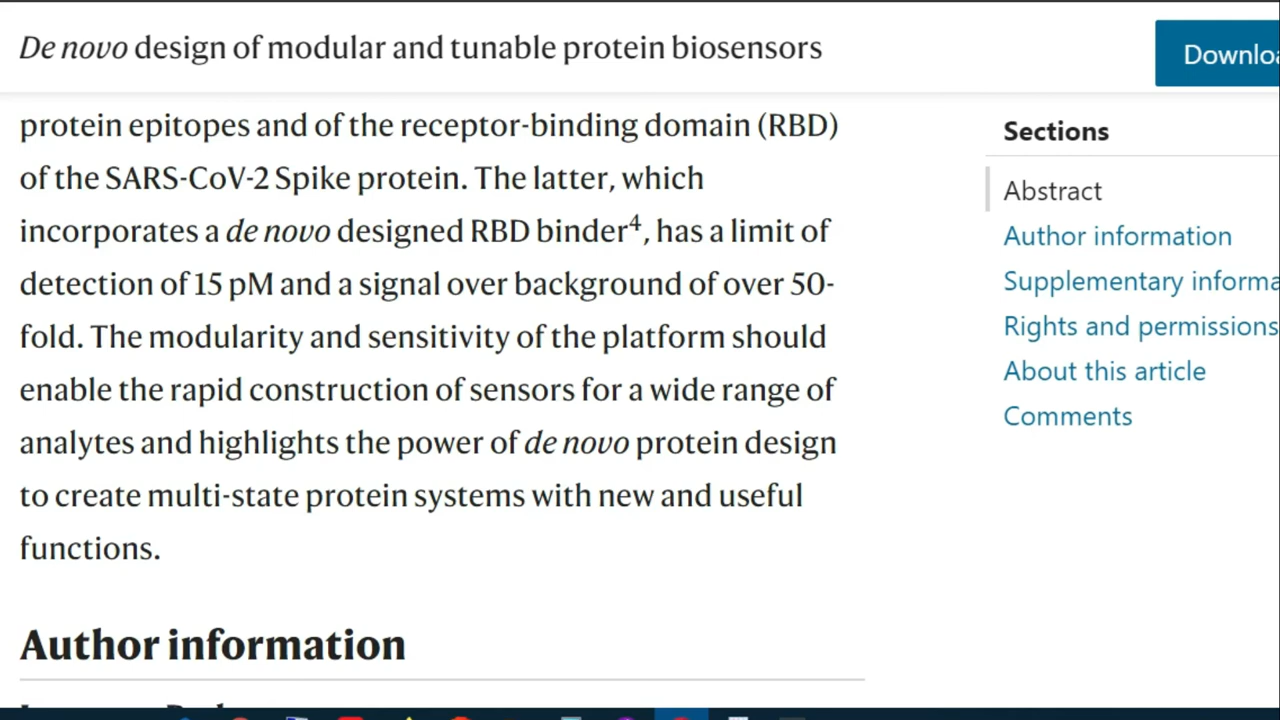 De novo design of modular and tunable protein biosensors
protein epitopes and of the receptor-binding domain (RBD)
of the SARS-CoV-2 Spike protein. The latter, which
incorporates a de novo designed RBD binder⁴, has a limit of
detection of 15 pM and a signal over background of over 50-
fold. The modularity and sensitivity of the platform should
enable the rapid construction of sensors for a wide range of
analytes and highlights the power of de novo protein design
to create multi-state protein systems with new and useful
functions.
Author information
Sections
Abstract
Author information
Supplementary informa
Rights and permissions
About this article
Comments
Downloa